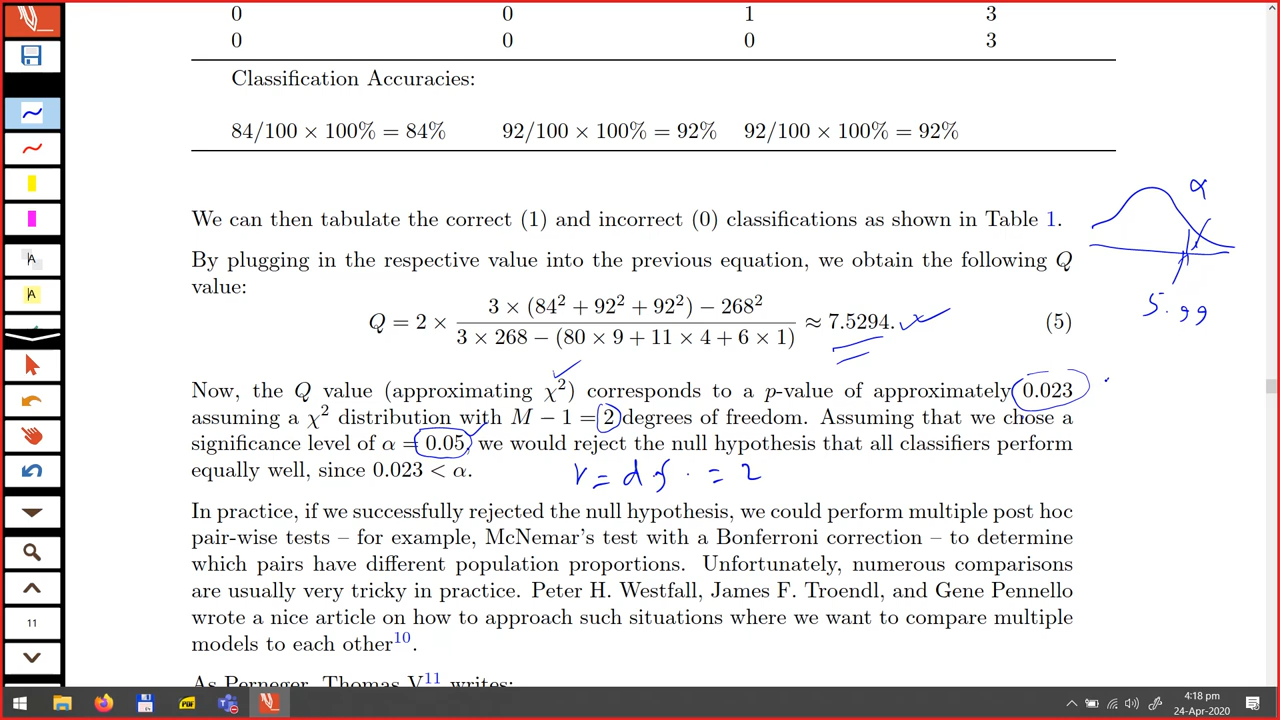 0 0 1 3
0 0 0 3
Classification Accuracies:
84/100 × 100% = 84% 92/100 × 100% = 92% 92/100 × 100% = 92%
α
We can then tabulate the correct (1) and incorrect (0) classifications as shown in Table 1.
By plugging in the respective value into the previous equation, we obtain the following Q
value:
Q = 2 × (3 × (84² + 92² + 92²) − 268²) / (3 × 268 − (80 × 9 + 11 × 4 + 6 × 1)) ≈ 7.5294. (5)
5.99
Now, the Q value (approximating χ²) corresponds to a p-value of approximately 0.023
assuming a χ² distribution with M − 1 = 2 degrees of freedom. Assuming that we chose a
significance level of α = 0.05, we would reject the null hypothesis that all classifiers perform
equally well, since 0.023 < α.
r = df. = 2
In practice, if we successfully rejected the null hypothesis, we could perform multiple post hoc
pair-wise tests – for example, McNemar's test with a Bonferroni correction – to determine
which pairs have different population proportions. Unfortunately, numerous comparisons
are usually very tricky in practice. Peter H. Westfall, James F. Troendl, and Gene Pennello
wrote a nice article on how to approach such situations where we want to compare multiple
models to each other¹⁰.
As Perneger, Thomas V¹¹ writes:
A
A
11
PDF
4:18 pm
24-Apr-2020